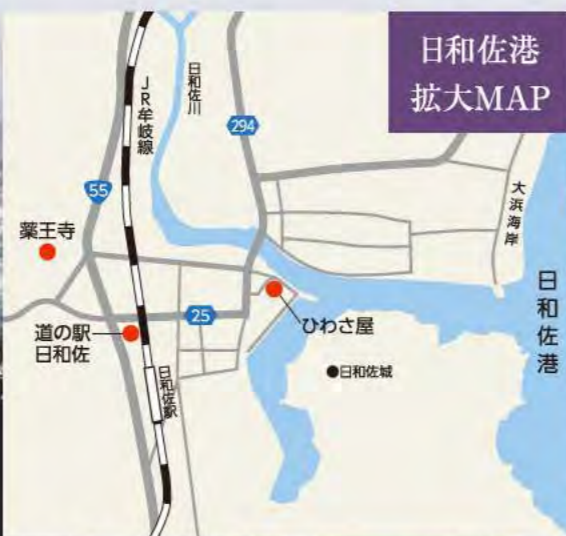 日和佐港
拡大MAP
JR牟岐線
日和佐川
294
55
大浜海岸
薬王寺
日和佐港
25
ひわさ屋
道の駅
日和佐
日和佐駅
●日和佐城